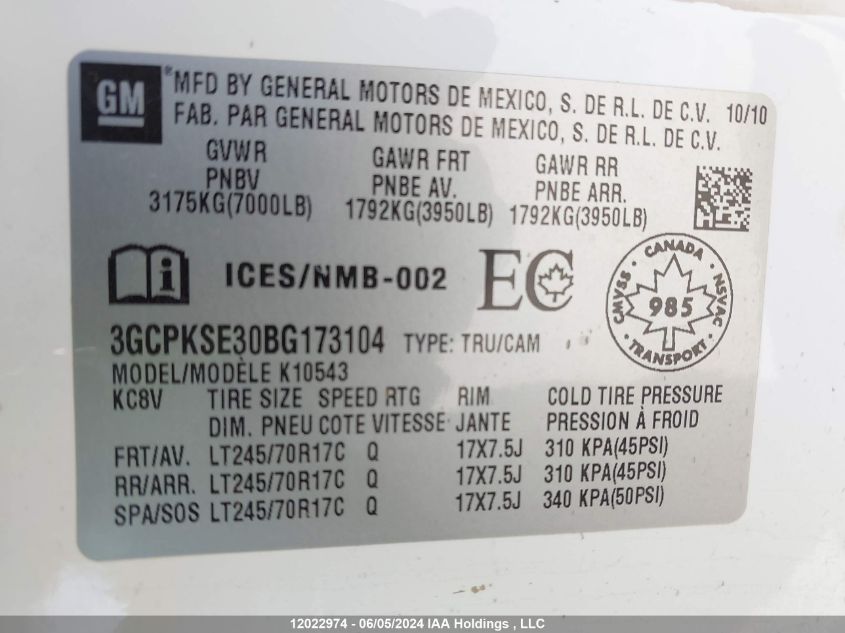 GM
®MFD BY GENERAL MOTORS DE MEXICO, S. DE R.L. DE C.V. 10/10
FAB. PAR GENERAL MOTORS DE MEXICO, S. DE R.L. DE C.V.
GVWR GAWR FRT GAWR RR
PNBV PNBE AV. PNBE ARR.
3175KG(7000LB) 1792KG(3950LB) 1792KG(3950LB)
i ICES/NMB-002 EC
CANADA
CMVSS 985 NSVAC
TRANSPORT
3GCPKSE30BG173104 TYPE: TRU/CAM
MODEL/MODÈLE K10543
KC8V TIRE SIZE SPEED RTG RIM COLD TIRE PRESSURE
DIM. PNEU COTE VITESSE JANTE PRESSION À FROID
FRT/AV. LT245/70R17C Q 17X7.5J 310 KPA(45PSI)
RR/ARR. LT245/70R17C Q 17X7.5J 310 KPA(45PSI)
SPA/SOS LT245/70R17C Q 17X7.5J 340 KPA(50PSI)
12022974 - 06/05/2024 IAA Holdings , LLC